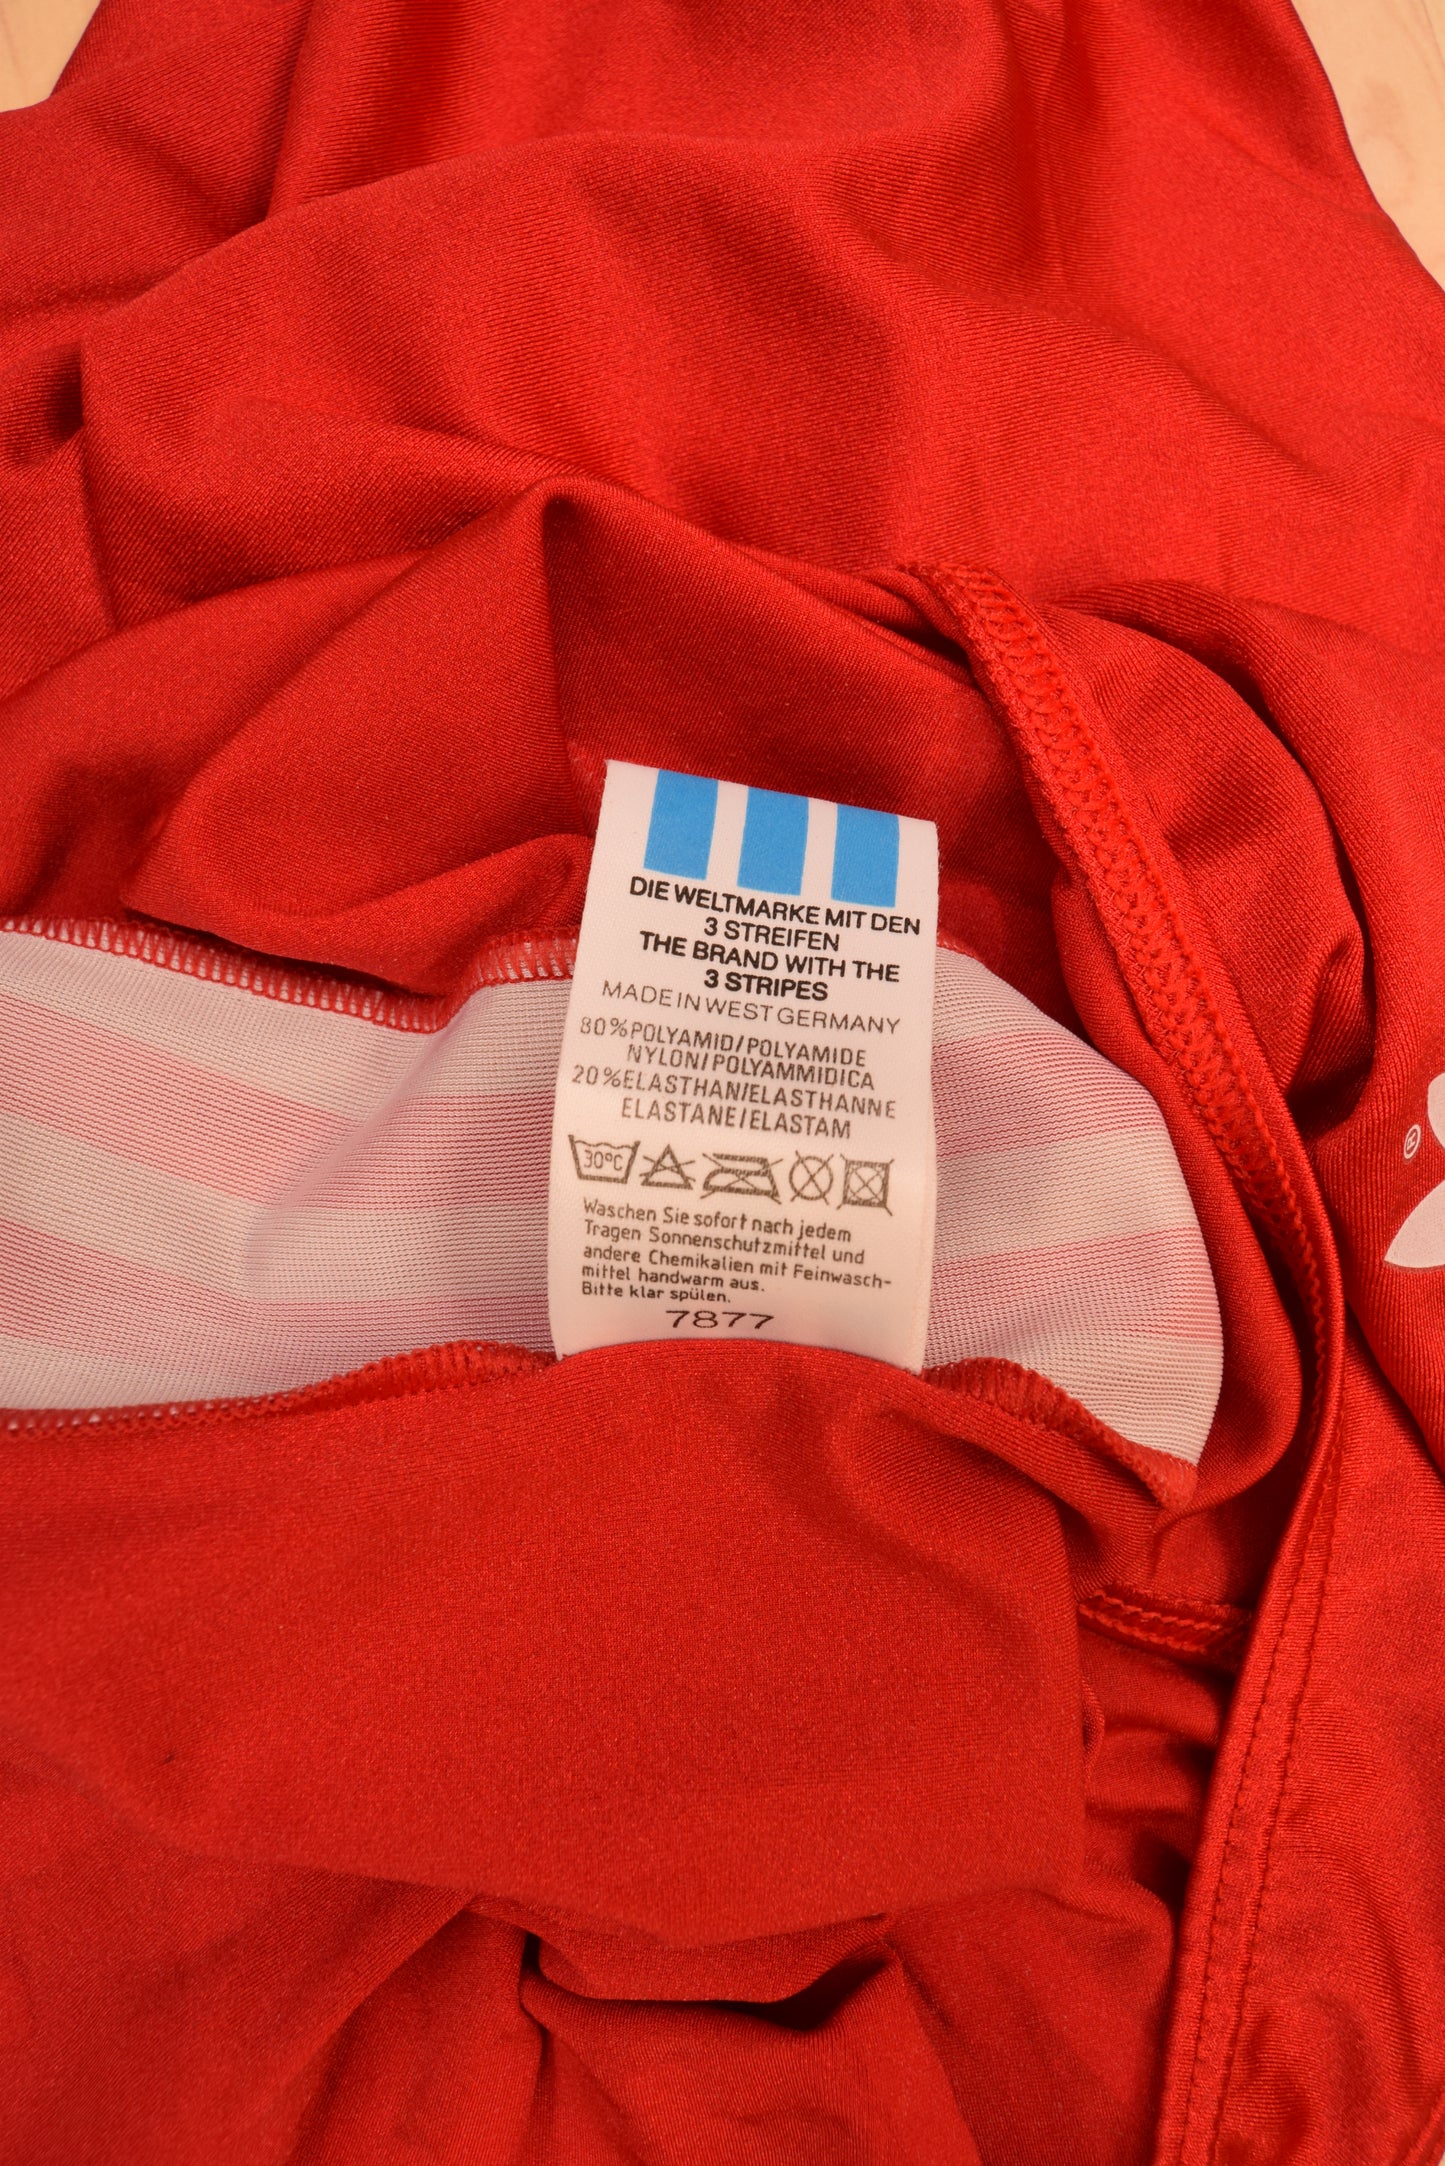 DIE WELTMARKE MIT DEN
3 STREIFEN
THE BRAND WITH THE
3 STRIPES
MADE IN WEST GERMANY
80% POLYAMID/POLYAMIDE
NYLON/POLYAMMIDICA
20% ELASTHAN/ELASTHANNE
ELASTANE/ELASTAM
30°C
Waschen Sie sofort nach jedem
Tragen Sonnenschutzmittel und
andere Chemikalien mit Feinwasch-
mittel handwarm aus.
Bitte klar spülen.
7877
®